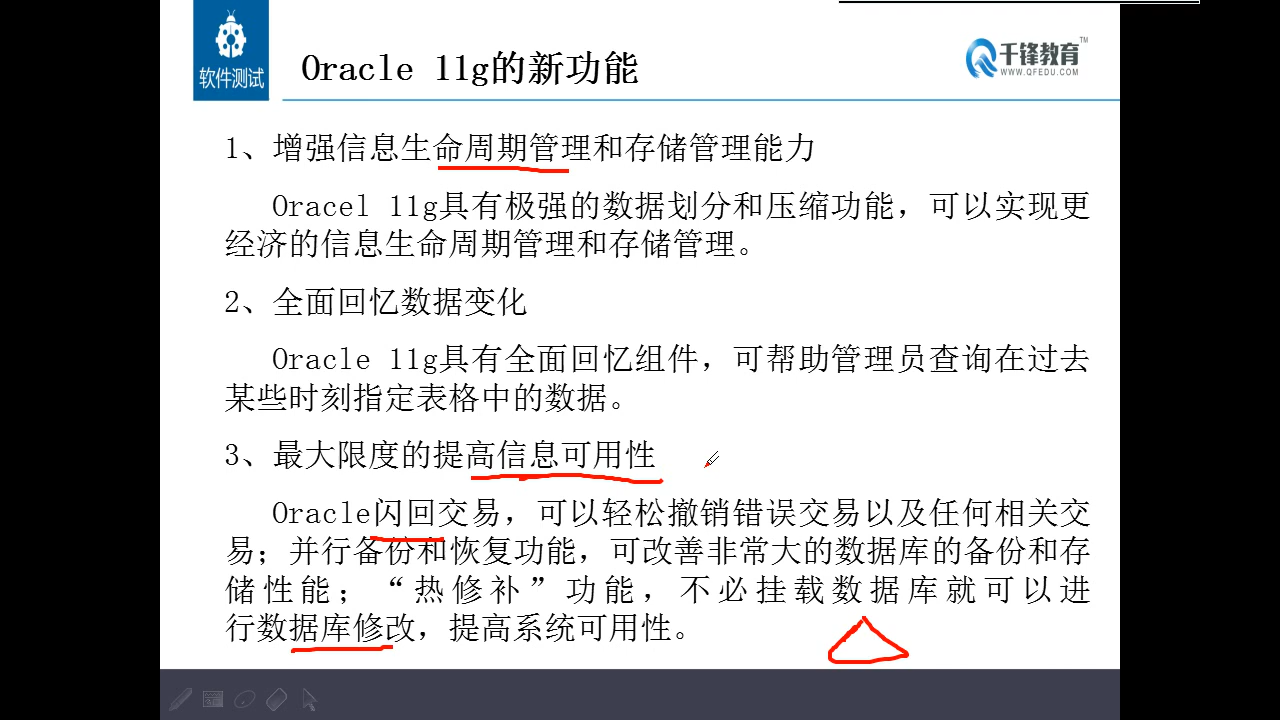 软件测试
Oracle 11g的新功能
千锋教育 TM
WWW.QFEDU.COM
1、增强信息生命周期管理和存储管理能力
Oracel 11g具有极强的数据划分和压缩功能，可以实现更
经济的信息生命周期管理和存储管理。
2、全面回忆数据变化
Oracle 11g具有全面回忆组件，可帮助管理员查询在过去
某些时刻指定表格中的数据。
3、最大限度的提高信息可用性
Oracle闪回交易，可以轻松撤销错误交易以及任何相关交
易；并行备份和恢复功能，可改善非常大的数据库的备份和存
储性能；“热修补”功能，不必挂载数据库就可以进
行数据库修改，提高系统可用性。